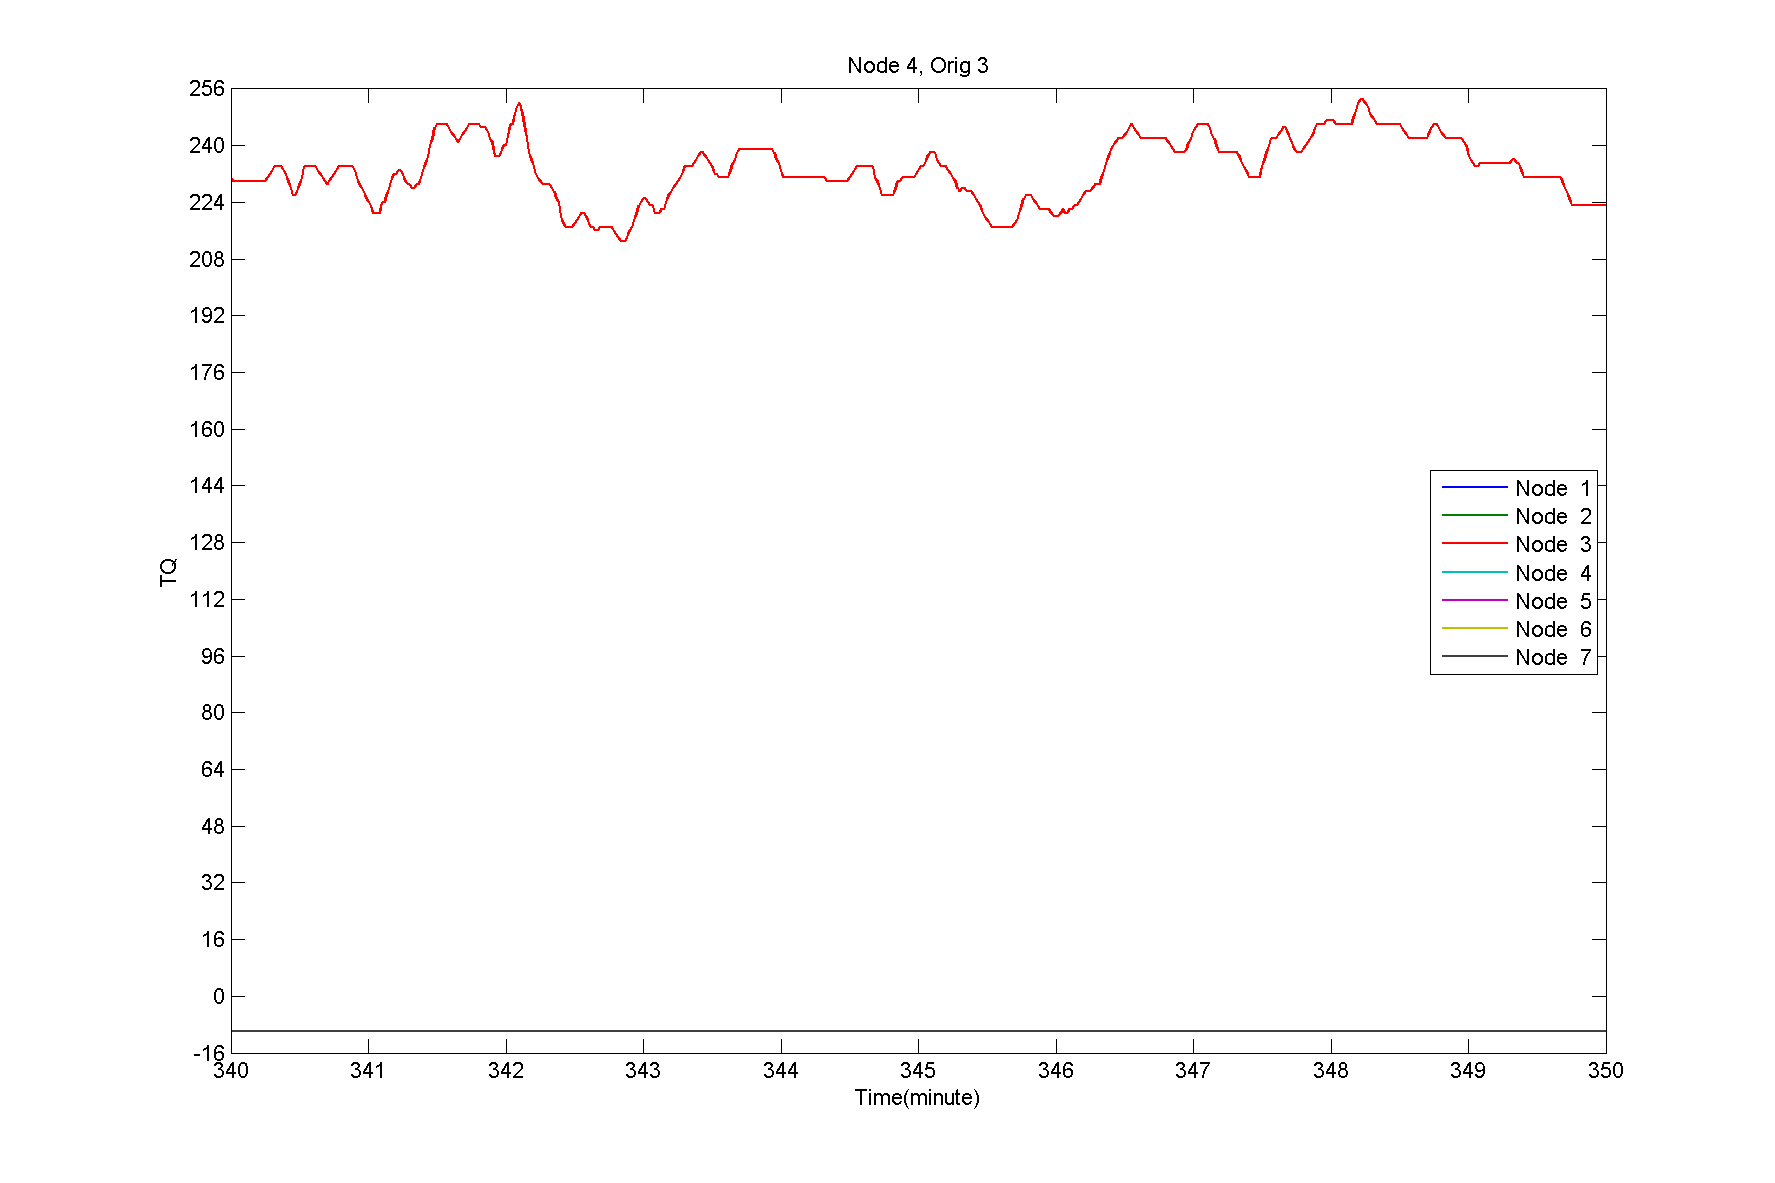 Node 4, Orig 3
256
240
224
208
192
176
160
144
128
112
96
80
64
48
32
16
0
-16
TQ
Node 1
Node 2
Node 3
Node 4
Node 5
Node 6
Node 7
340 341 342 343 344 345 346 347 348 349 350
Time(minute)